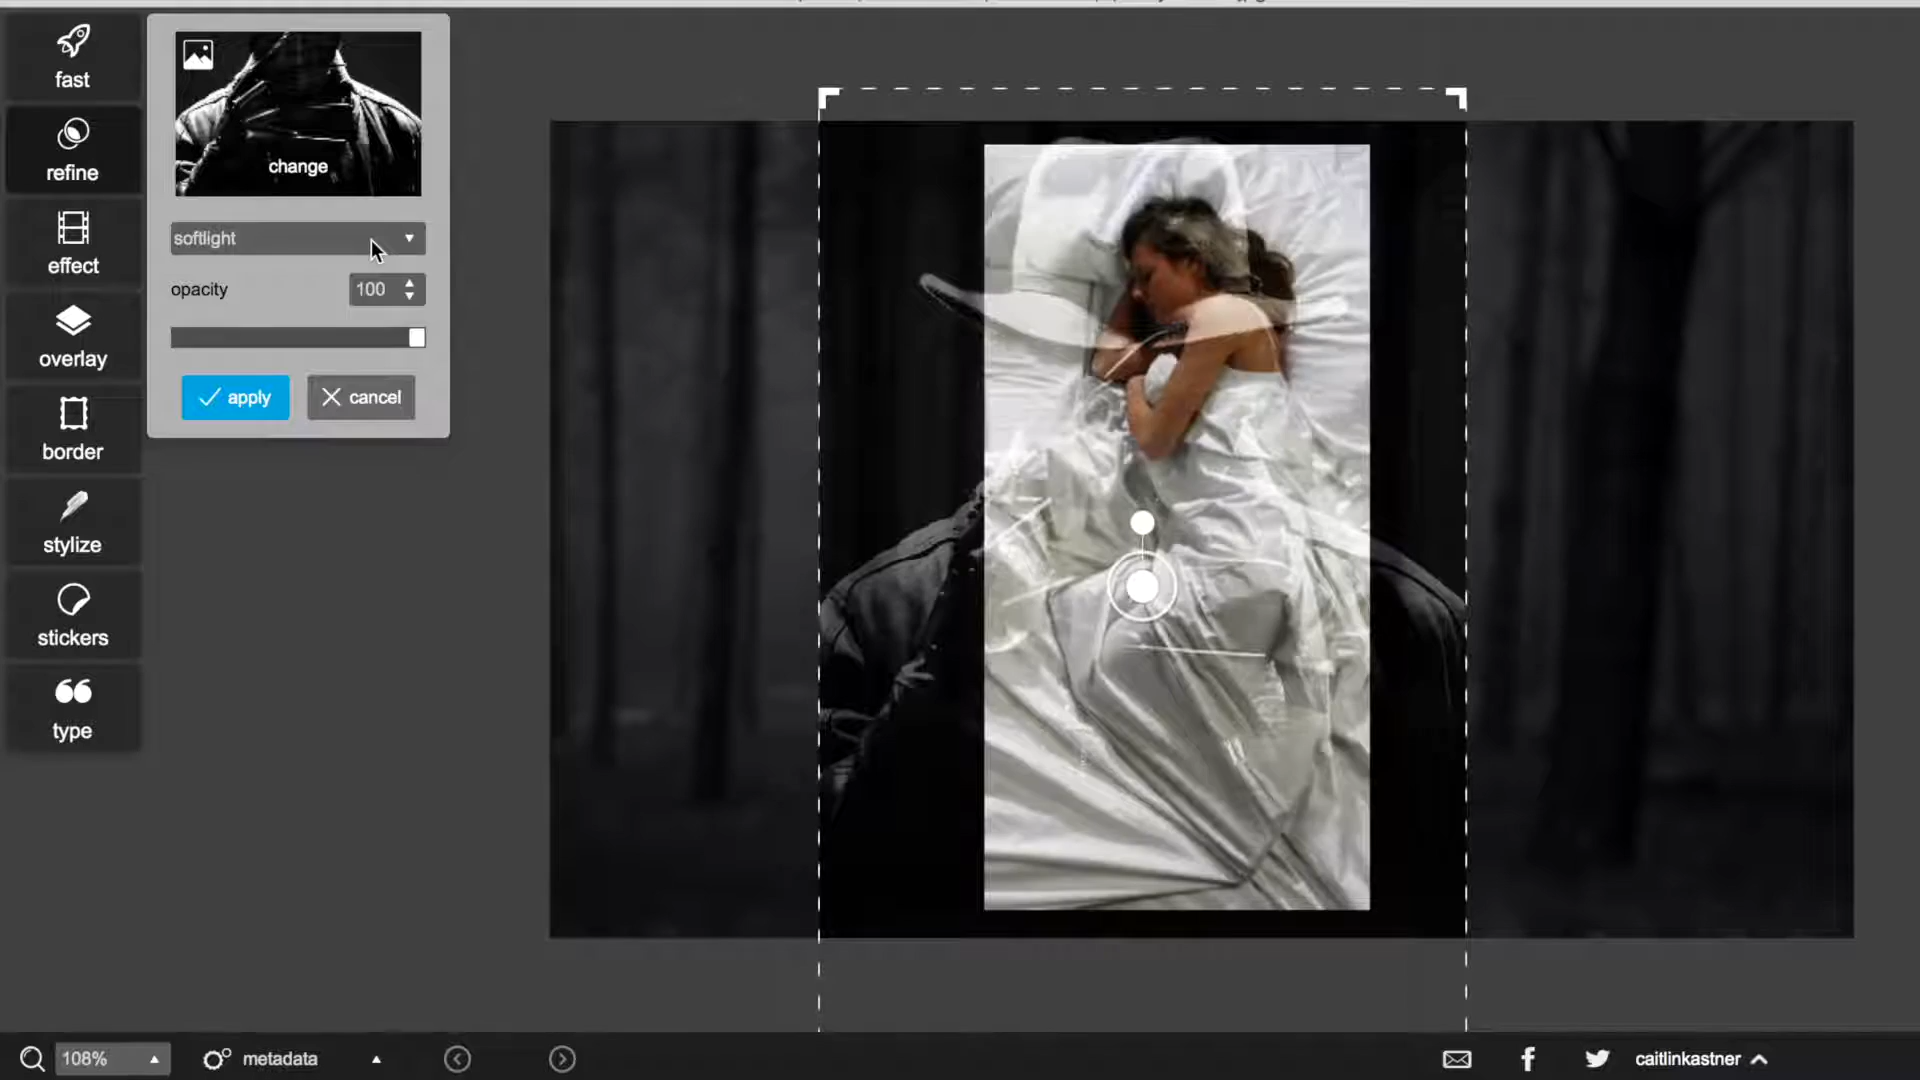 fast
refine
effect
overlay
border
stylize
stickers
type
change
softlight
opacity 100
apply cancel
108% metadata caitlinkastner